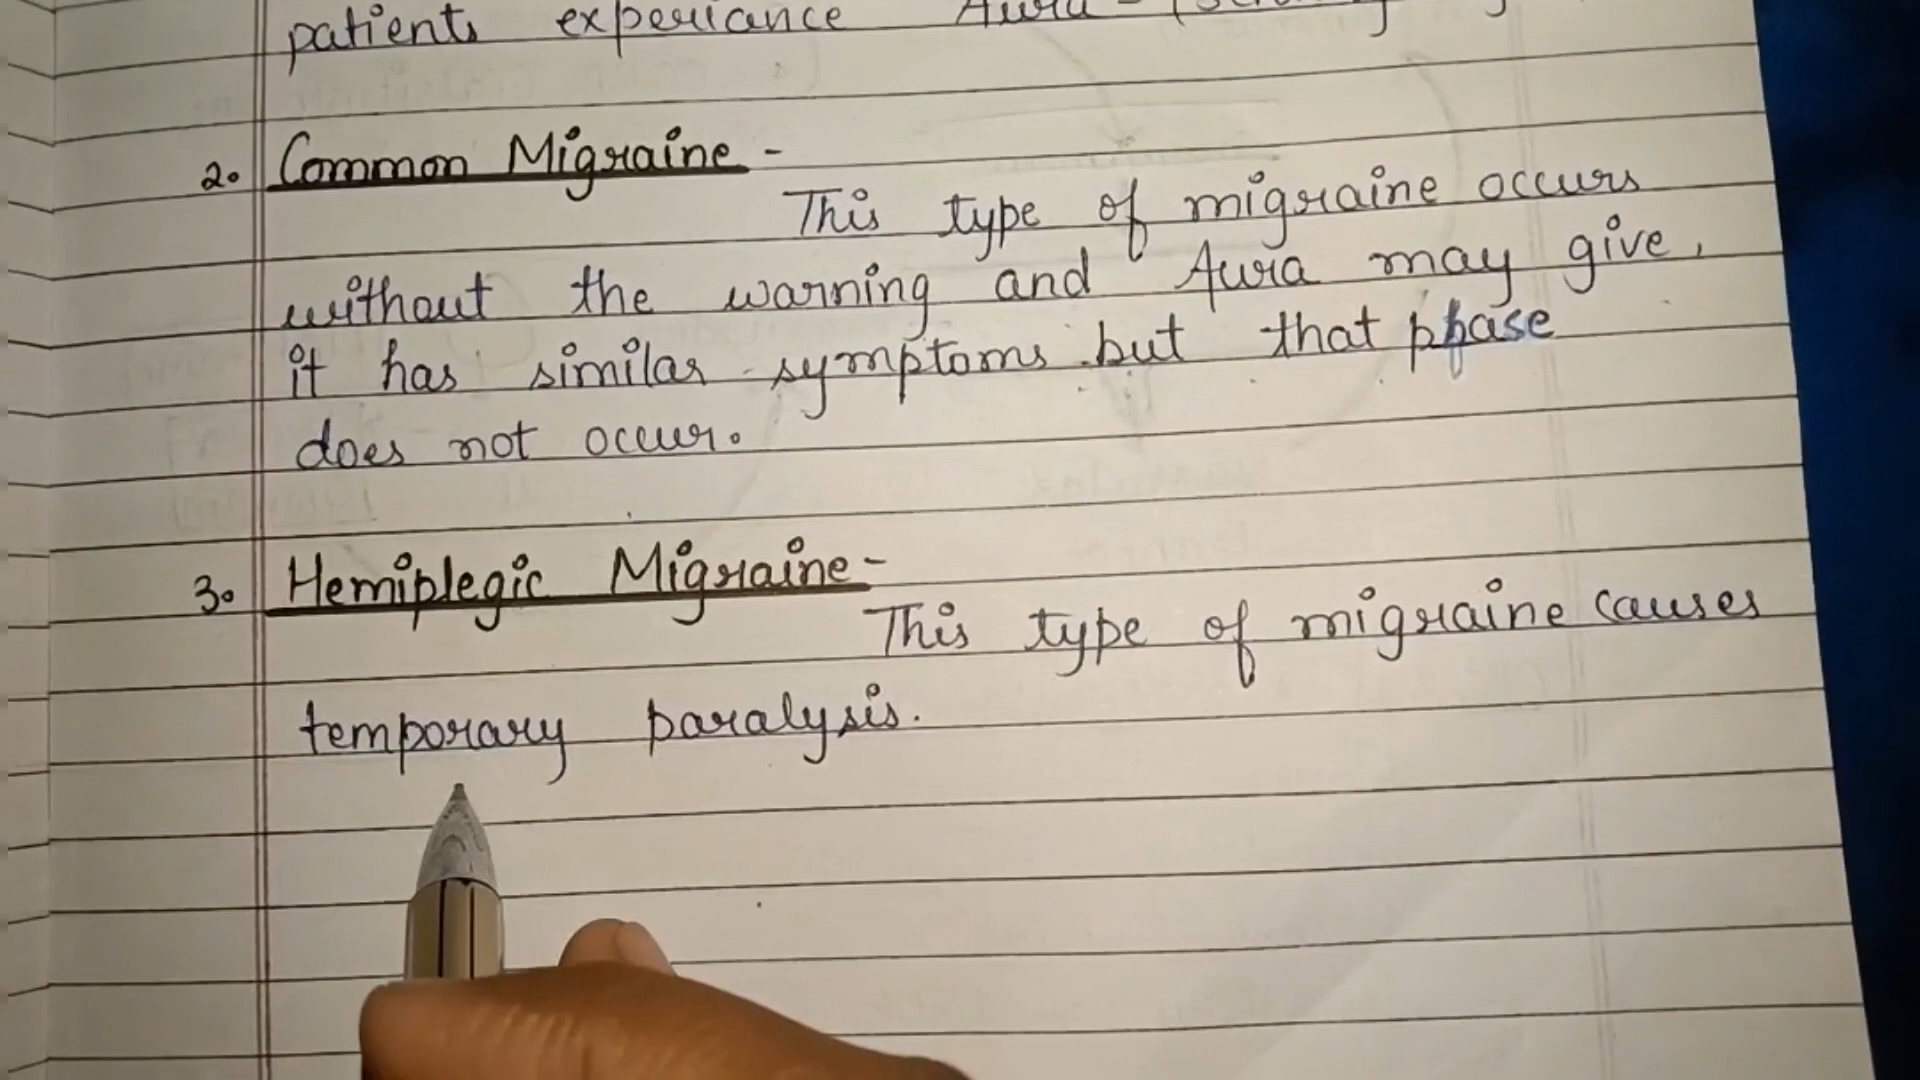 patients experiance Aura
2. Common Migraine -
This type of migraine occurs
without the warning and Aura may give,
it has similar symptoms but that phase
does not occur.
3. Hemiplegic Migraine -
This type of migraine causes
temporary paralysis.